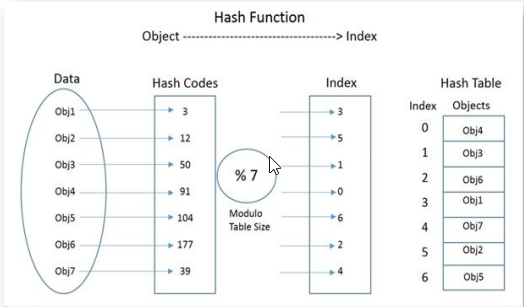 Hash Function
Object ----------------------------------> Index
Data Hash Codes Index Hash Table
Index Objects
Obj1 3 3
Obj2 12 5
Obj3 50 1
Obj4 91 0
Obj5 104 6
Obj6 177 2
Obj7 39 4
% 7
Modulo
Table Size
0 Obj4
1 Obj3
2 Obj6
3 Obj1
4 Obj7
5 Obj2
6 Obj5